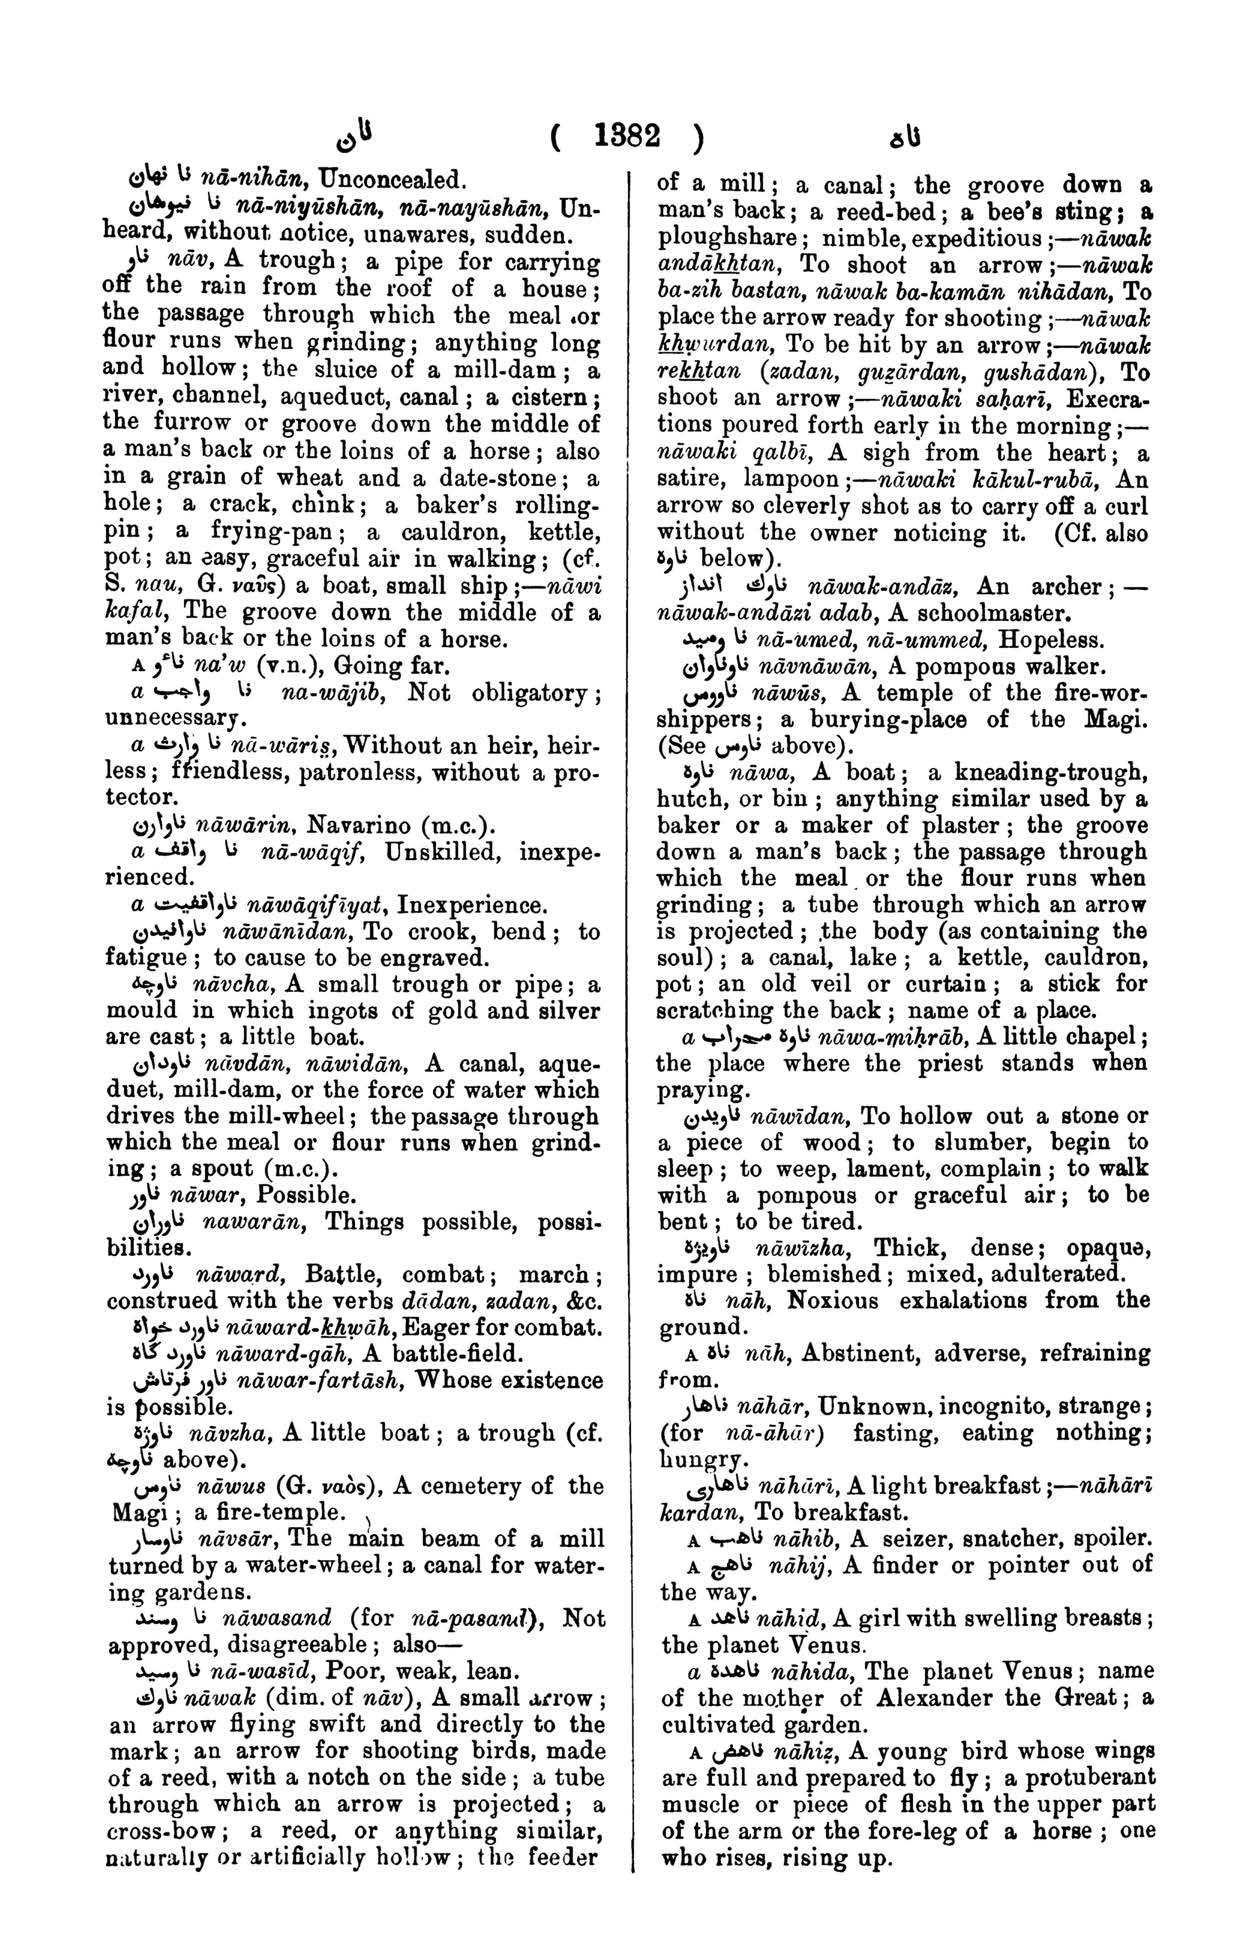 نان ( 1382 ) ناه
نا نهان nā-nihān, Unconcealed.
نا نیوهان nā-niyūshān, nā-nayūshān, Un-
heard, without notice, unawares, sudden.
ناو nāv, A trough; a pipe for carrying
off the rain from the roof of a house;
the passage through which the meal or
flour runs when grinding; anything long
and hollow; the sluice of a mill-dam; a
river, channel, aqueduct, canal; a cistern;
the furrow or groove down the middle of
a man's back or the loins of a horse; also
in a grain of wheat and a date-stone; a
hole; a crack, chink; a baker's rolling-
pin; a frying-pan; a cauldron, kettle,
pot; an easy, graceful air in walking; (cf.
S. nau, G. ναῦς) a boat, small ship;—nāwi
kafal, The groove down the middle of a
man's back or the loins of a horse.
A ناءو na'w (v.n.), Going far.
a نا واجب na-wājib, Not obligatory;
unnecessary.
a نا وارث nā-wāris̤, Without an heir, heir-
less; friendless, patronless, without a pro-
tector.
ناوارن nāwārin, Navarino (m.c.).
a نا واقف nā-wāqif, Unskilled, inexpe-
rienced.
a ناواقفیت nāwāqifīyat, Inexperience.
ناوانیدن nāwānīdan, To crook, bend; to
fatigue; to cause to be engraved.
ناوچه nāvcha, A small trough or pipe; a
mould in which ingots of gold and silver
are cast; a little boat.
ناودان nāvdān, nāwidān, A canal, aque-
duet, mill-dam, or the force of water which
drives the mill-wheel; the passage through
which the meal or flour runs when grind-
ing; a spout (m.c.).
ناور nāwar, Possible.
ناوران nawarān, Things possible, possi-
bilities.
ناورد nāward, Battle, combat; march;
construed with the verbs dādan, zadan, &c.
ناورد خواه nāward-khwāh, Eager for combat.
ناورد گاه nāward-gāh, A battle-field.
ناور فرتاش nāwar-fartāsh, Whose existence
is possible.
ناوژه nāvzha, A little boat; a trough (cf.
ناوچه above).
ناوس nāwus (G. ναὸς), A cemetery of the
Magi; a fire-temple.
ناوسار nāvsār, The main beam of a mill
turned by a water-wheel; a canal for water-
ing gardens.
نا وسند nāwasand (for nā-pasand), Not
approved, disagreeable; also—
نا وسید nā-wasīd, Poor, weak, lean.
ناوك nāwak (dim. of nāv), A small arrow;
an arrow flying swift and directly to the
mark; an arrow for shooting birds, made
of a reed, with a notch on the side; a tube
through which an arrow is projected; a
cross-bow; a reed, or anything similar,
naturally or artificially hollow; the feeder
of a mill; a canal; the groove down a
man's back; a reed-bed; a bee's sting; a
ploughshare; nimble, expeditious;—nāwak
andākhtan, To shoot an arrow;—nāwak
ba-zih bastan, nāwak ba-kamān nihādan, To
place the arrow ready for shooting;—nāwak
khwurdan, To be hit by an arrow;—nāwak
rekhtan (zadan, guẕārdan, gushādan), To
shoot an arrow;—nāwaki saḥarī, Execra-
tions poured forth early in the morning;—
nāwaki qalbī, A sigh from the heart; a
satire, lampoon;—nāwaki kākul-rubā, An
arrow so cleverly shot as to carry off a curl
without the owner noticing it. (Cf. also
ناوه below).
ناوك انداز nāwak-andāz, An archer;—
nāwak-andāzi adab, A schoolmaster.
نا ومید nā-umed, nā-ummed, Hopeless.
ناوناوان nāvnāwān, A pompous walker.
ناووس nāwūs, A temple of the fire-wor-
shippers; a burying-place of the Magi.
(See ناوس above).
ناوه nāwa, A boat; a kneading-trough,
hutch, or bin; anything similar used by a
baker or a maker of plaster; the groove
down a man's back; the passage through
which the meal or the flour runs when
grinding; a tube through which an arrow
is projected; the body (as containing the
soul); a canal, lake; a kettle, cauldron,
pot; an old veil or curtain; a stick for
scratching the back; name of a place.
a ناوه محراب nāwa-miḥrāb, A little chapel;
the place where the priest stands when
praying.
ناویدن nāwīdan, To hollow out a stone or
a piece of wood; to slumber, begin to
sleep; to weep, lament, complain; to walk
with a pompous or graceful air; to be
bent; to be tired.
ناویژه nāwīzha, Thick, dense; opaque,
impure; blemished; mixed, adulterated.
ناه nāh, Noxious exhalations from the
ground.
A ناه nāh, Abstinent, adverse, refraining
from.
ناهار nāhār, Unknown, incognito, strange;
(for nā-āhār) fasting, eating nothing;
hungry.
ناهاری nāhārī, A light breakfast;—nāhārī
kardan, To breakfast.
A ناهب nāhib, A seizer, snatcher, spoiler.
A ناهج nāhij, A finder or pointer out of
the way.
A ناهد nāhid, A girl with swelling breasts;
the planet Venus.
a ناهده nāhida, The planet Venus; name
of the mother of Alexander the Great; a
cultivated garden.
A ناهض nāhiẓ, A young bird whose wings
are full and prepared to fly; a protuberant
muscle or piece of flesh in the upper part
of the arm or the fore-leg of a horse; one
who rises, rising up.